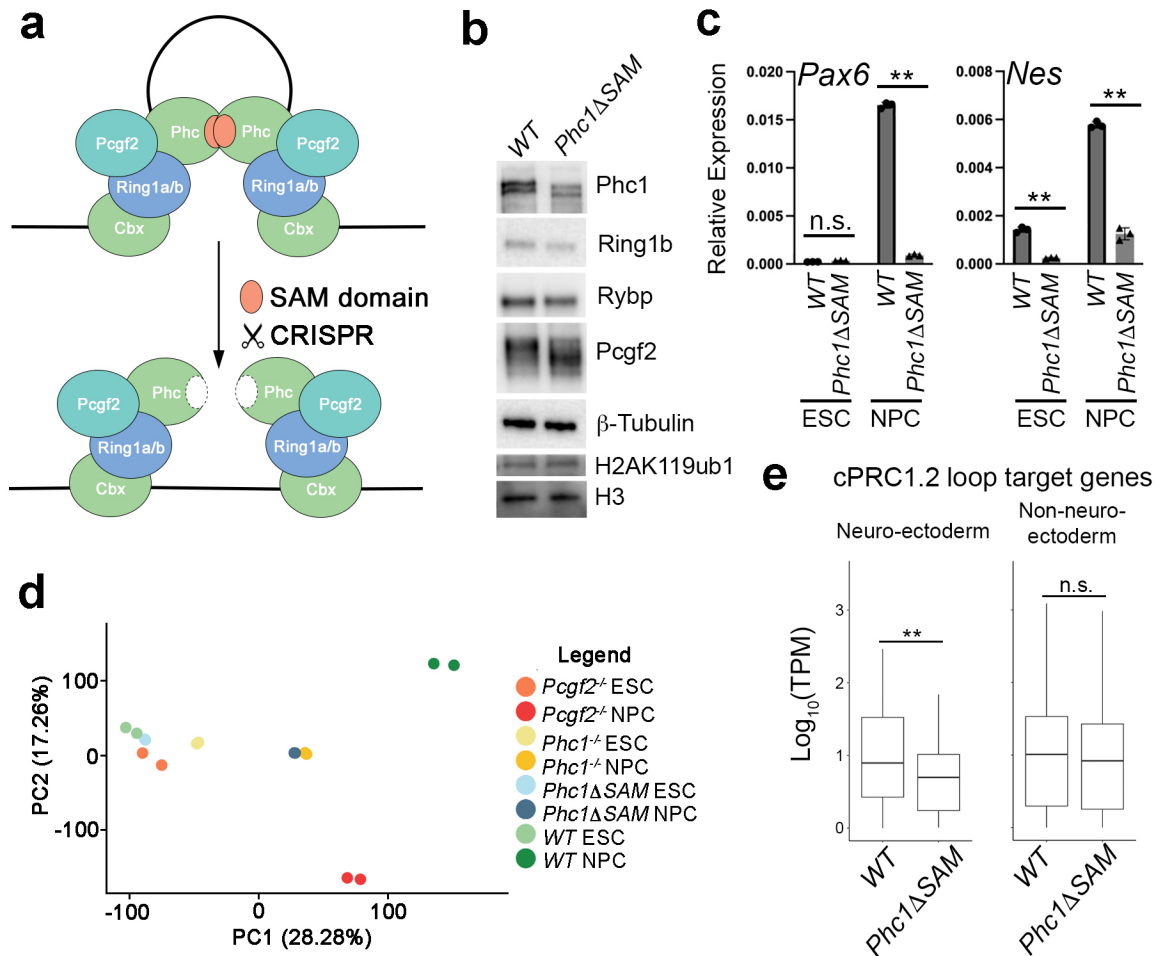 a
Phc Phc
Pcgf2 Pcgf2
Ring1a/b Ring1a/b
Cbx Cbx
SAM domain
CRISPR
Phc Phc
Pcgf2 Pcgf2
Ring1a/b Ring1a/b
Cbx Cbx
b
WT Phc1ΔSAM
Phc1
Ring1b
Rybp
Pcgf2
β-Tubulin
H2AK119ub1
H3
c
Relative Expression
Pax6
0.020
0.015
0.010
0.005
0.000
n.s.
**
WT Phc1ΔSAM WT Phc1ΔSAM
ESC NPC
Nes
0.008
0.006
0.004
0.002
0.000
**
**
WT Phc1ΔSAM WT Phc1ΔSAM
ESC NPC
d
PC2 (17.26%)
100
0
-100
-100 0 100
PC1 (28.28%)
Legend
Pcgf2-/- ESC
Pcgf2-/- NPC
Phc1-/- ESC
Phc1-/- NPC
Phc1ΔSAM ESC
Phc1ΔSAM NPC
WT ESC
WT NPC
e
cPRC1.2 loop target genes
Neuro-ectoderm
Non-neuro-
ectoderm
Log10(TPM)
3
2
1
0
**
n.s.
WT Phc1ΔSAM WT Phc1ΔSAM